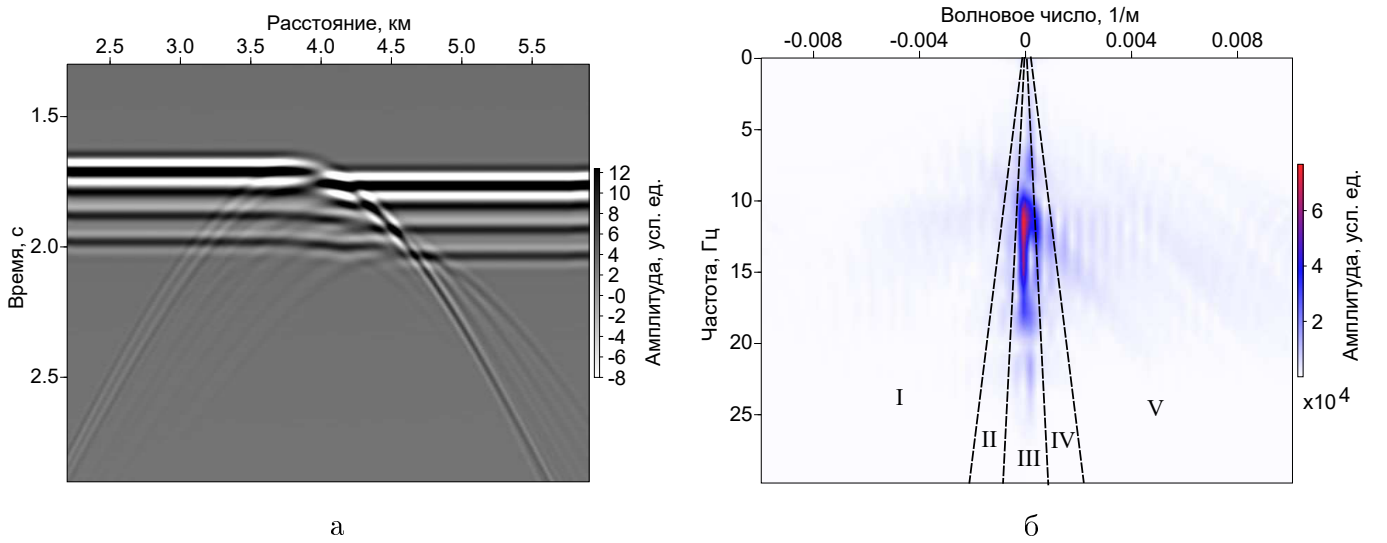 Расстояние, км
2.5 3.0 3.5 4.0 4.5 5.0 5.5
Время, с
1.5
2.0
2.5
12
10
8
6
4
2
-0
-2
-4
-6
-8
Амплитуда, усл. ед.
а
Волновое число, 1/м
-0.008 -0.004 0 0.004 0.008
Частота, Гц
0
5
10
15
20
25
I
II
III
IV
V
6
4
2
x10⁴
Амплитуда, усл. ед.
б